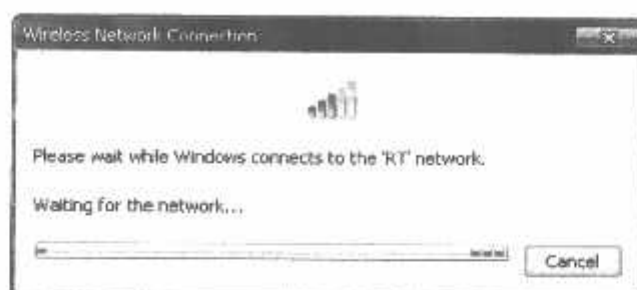 Wireless Network Connection
Please wait while Windows connects to the 'RT' network.
Waiting for the network...
Cancel